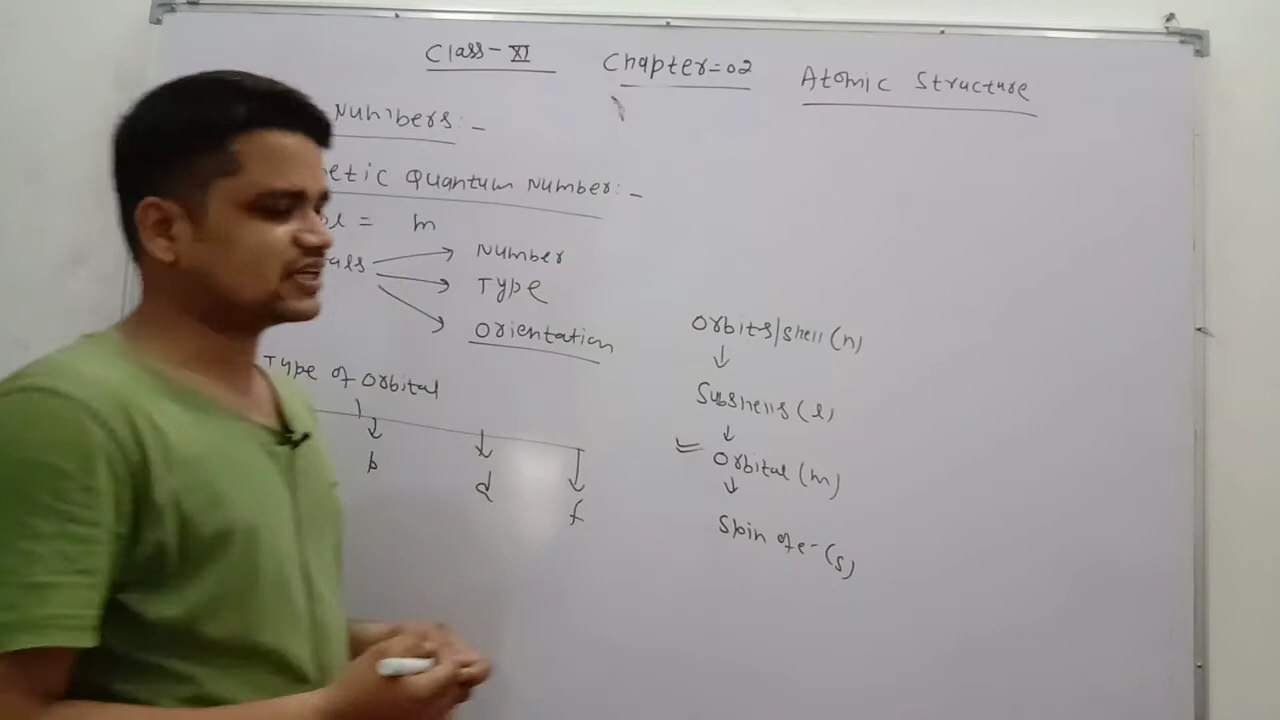 Class-XI Chapter=02 Atomic Structure
Numbers:-
etic Quantum Number:-
= m
Number
Type
Orientation
Type of Orbital
p d f
Orbits/shell(n)
↓
Subshells(l)
↓
Orbital(m)
↓
Spin of e-(s)